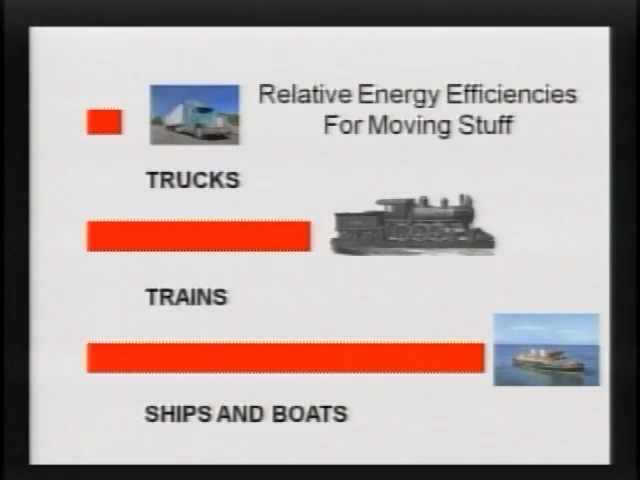 Relative Energy Efficiencies
For Moving Stuff
TRUCKS
TRAINS
SHIPS AND BOATS